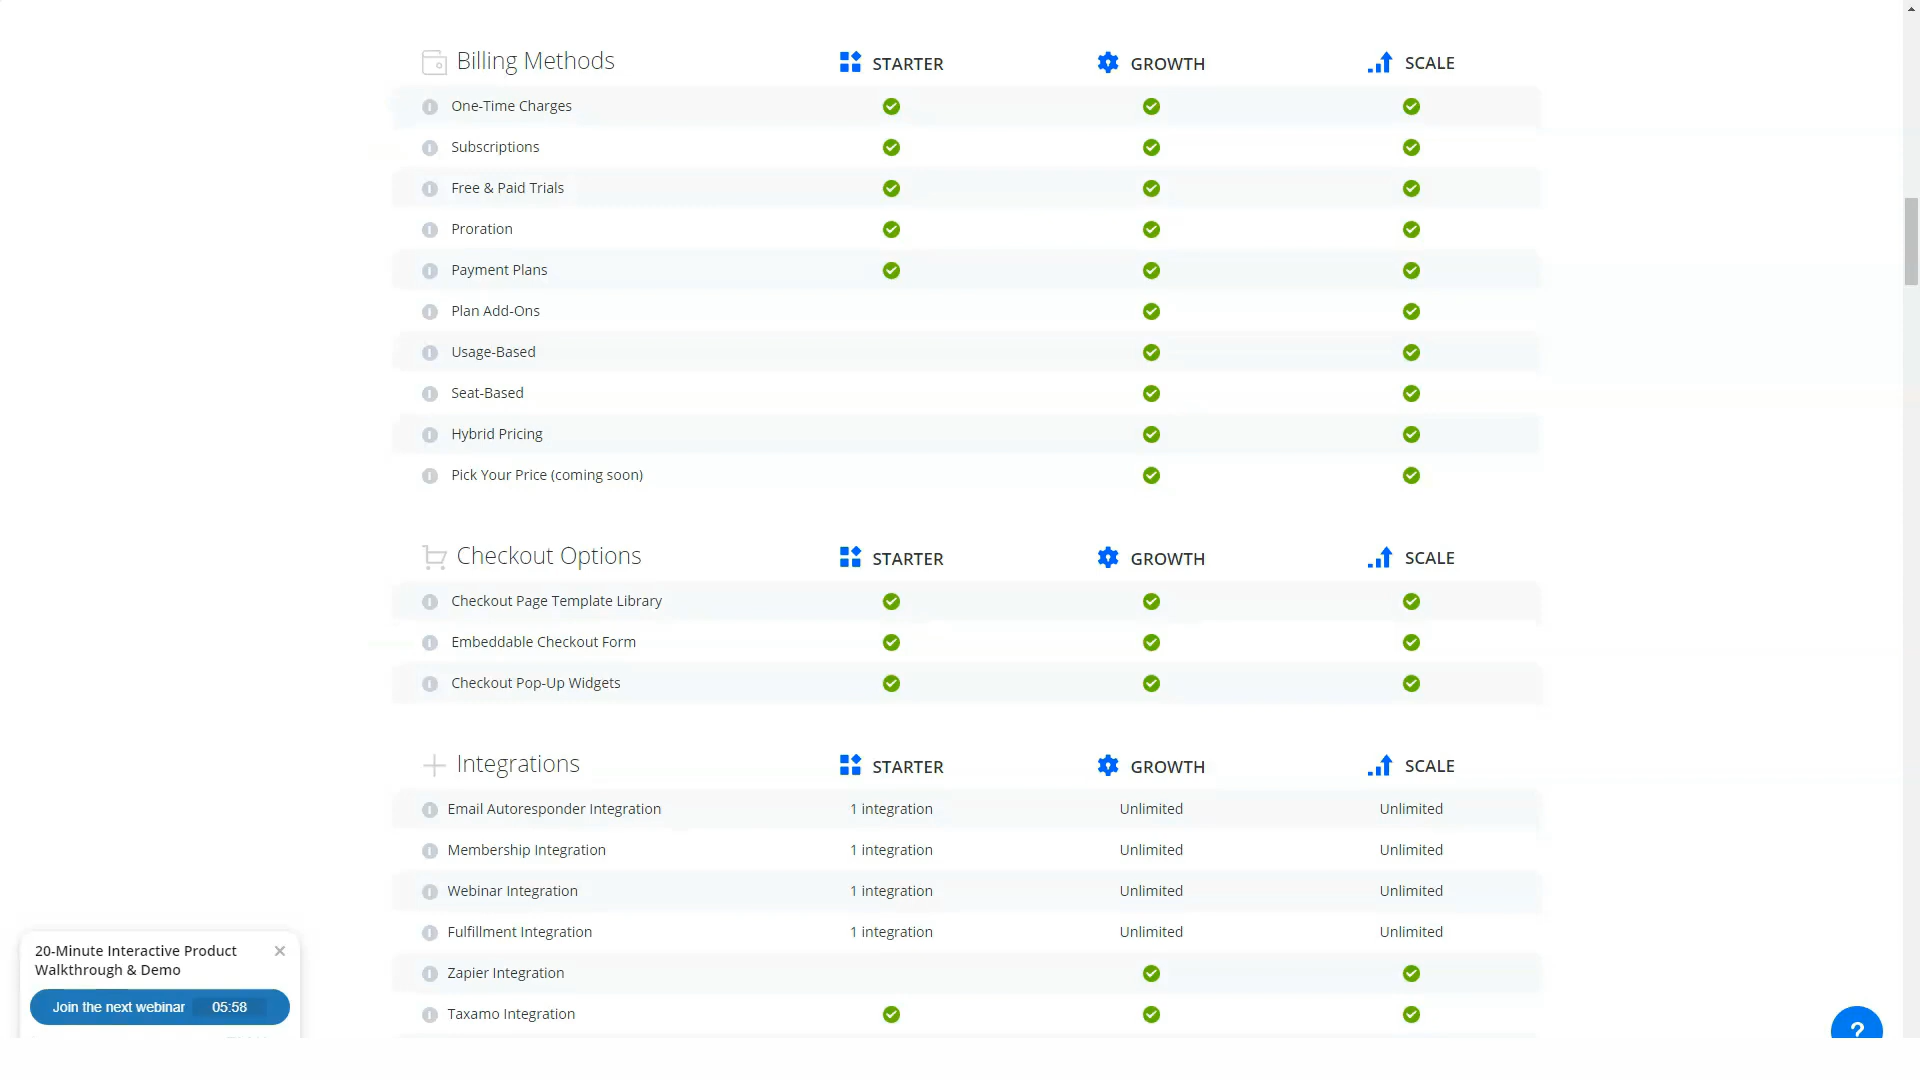 Billing Methods STARTER GROWTH SCALE
One-Time Charges
Subscriptions
Free & Paid Trials
Proration
Payment Plans
Plan Add-Ons
Usage-Based
Seat-Based
Hybrid Pricing
Pick Your Price (coming soon)
Checkout Options STARTER GROWTH SCALE
Checkout Page Template Library
Embeddable Checkout Form
Checkout Pop-Up Widgets
Integrations STARTER GROWTH SCALE
Email Autoresponder Integration 1 integration Unlimited Unlimited
Membership Integration 1 integration Unlimited Unlimited
Webinar Integration 1 integration Unlimited Unlimited
Fulfillment Integration 1 integration Unlimited Unlimited
Zapier Integration
Taxamo Integration
20-Minute Interactive Product
Walkthrough & Demo
Join the next webinar 05:58
?